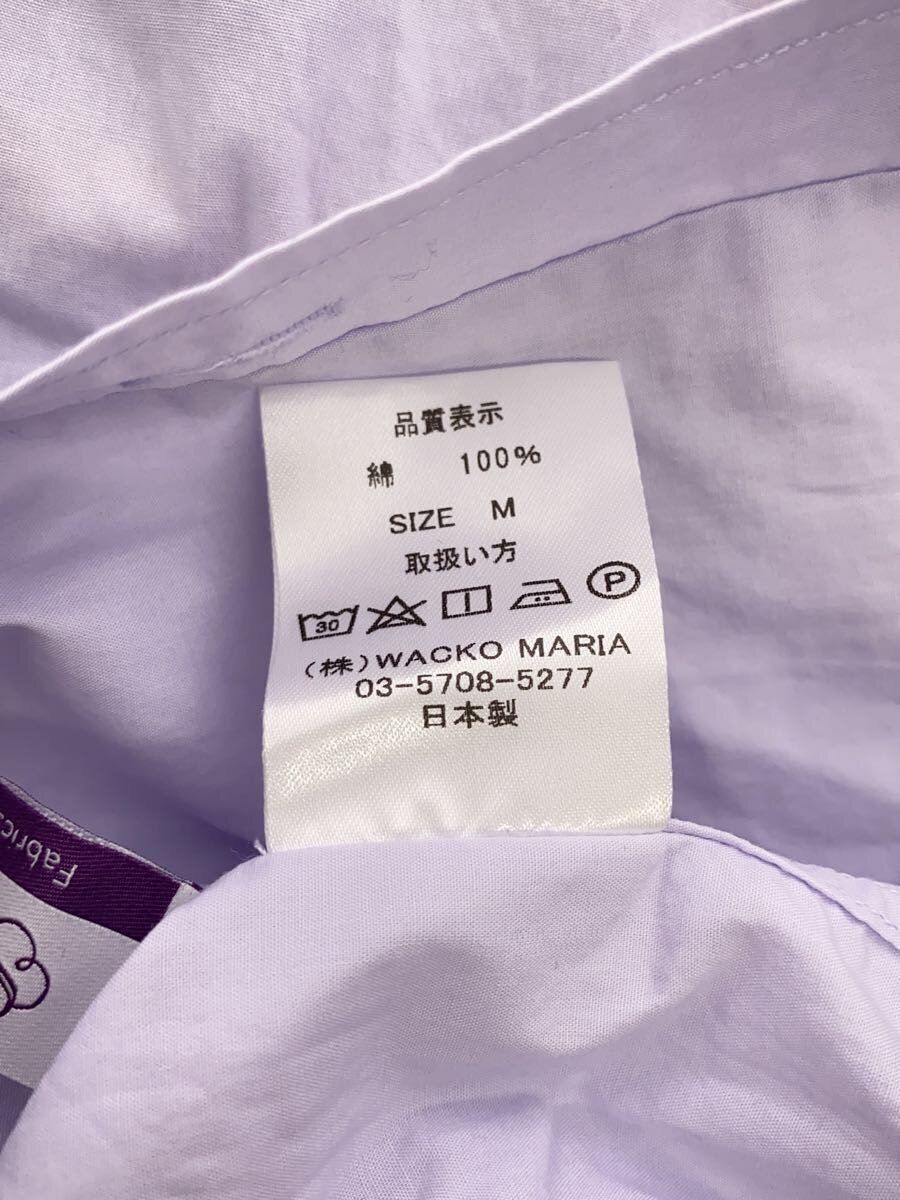 品質表示
綿 100%
SIZE M
取扱い方
30 P
(株)WACKO MARIA
03-5708-5277
日本製
Fabrics